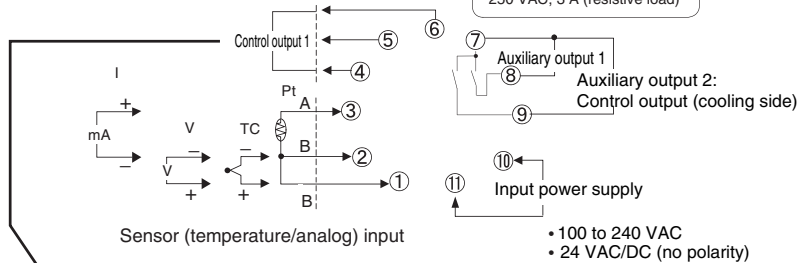 250 VAC, 3 A (resistive load)
Control output 1
⑥
⑤
④
⑦
Auxiliary output 1
⑧
Auxiliary output 2:
Control output (cooling side)
⑨
I
+
mA
–
V
–
V
+
TC
–
+
Pt
A
③
B
②
①
B
⑩
⑪
Input power supply
Sensor (temperature/analog) input
• 100 to 240 VAC
• 24 VAC/DC (no polarity)